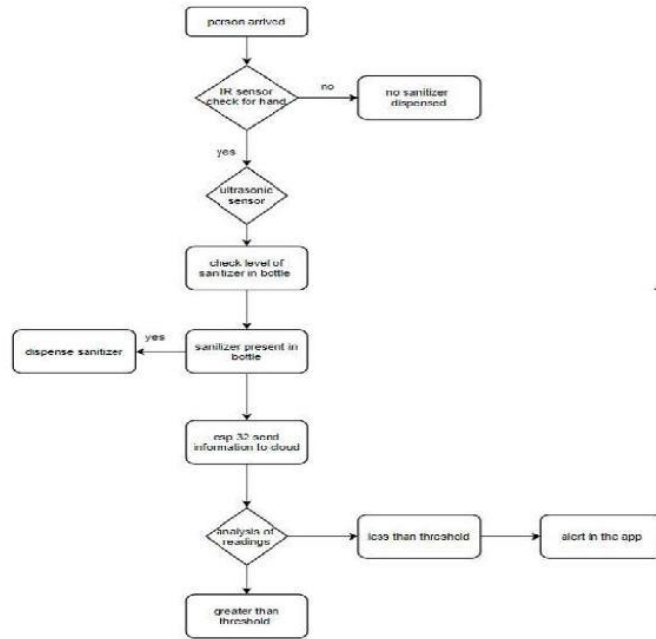 person arrived
IR sensor
check for hand
no
no sanitizer
dispensed
yes
ultrasonic
sensor
check level of
sanitizer in bottle
yes
dispense sanitizer
sanitizer present in
bottle
esp 32 send
information to cloud
analysis of
readings
less than threshold
alert in the app
greater than
threshold